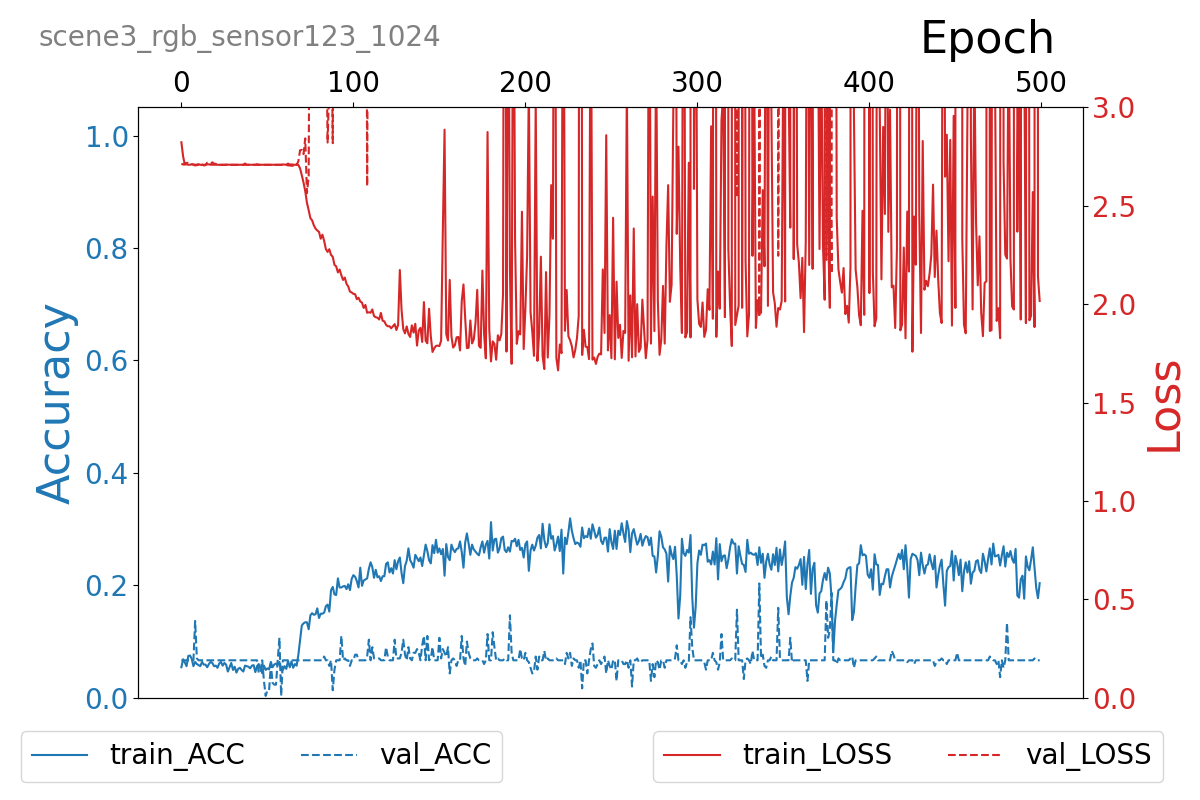 scene3_rgb_sensor123_1024
Epoch
0 100 200 300 400 500
1.0
0.8
0.6
0.4
0.2
0.0
Accuracy
3.0
2.5
2.0
1.5
1.0
0.5
0.0
Loss
train_ACC val_ACC
train_LOSS val_LOSS